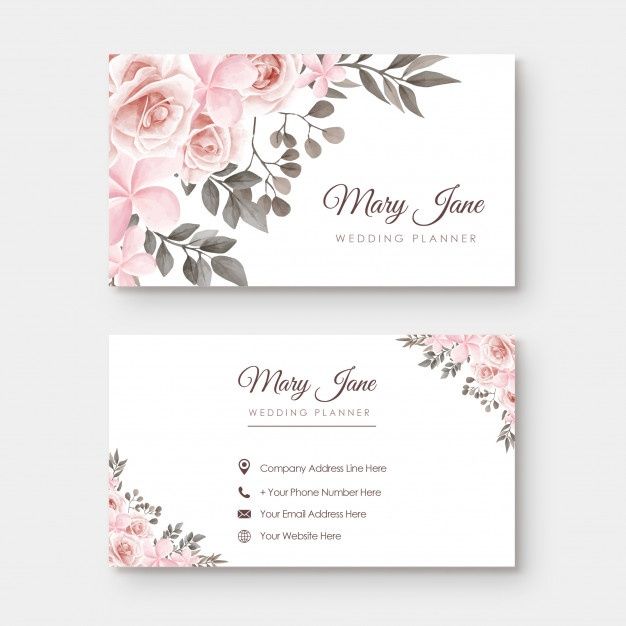 Mary Jane
WEDDING PLANNER
Mary Jane
WEDDING PLANNER
Company Address Line Here
+ Your Phone Number Here
Your Email Address Here
Your Website Here